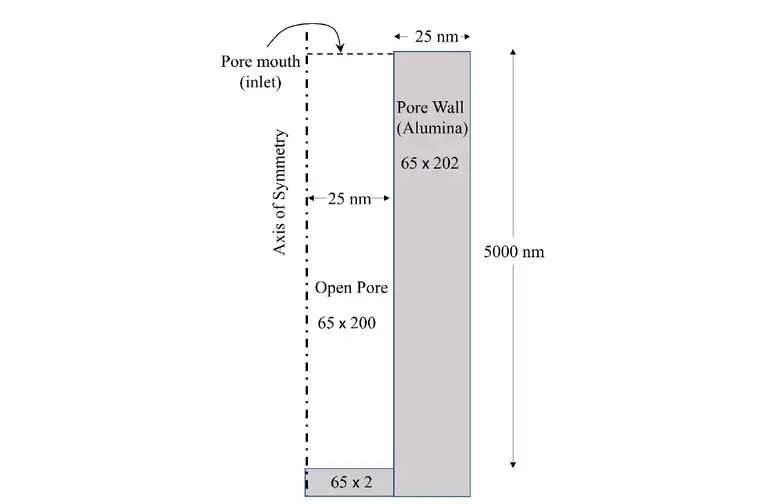 25 nm
Pore mouth
(inlet)
Pore Wall
(Alumina)
65 x 202
Axis of Symmetry
25 nm
5000 nm
Open Pore
65 x 200
65 x 2